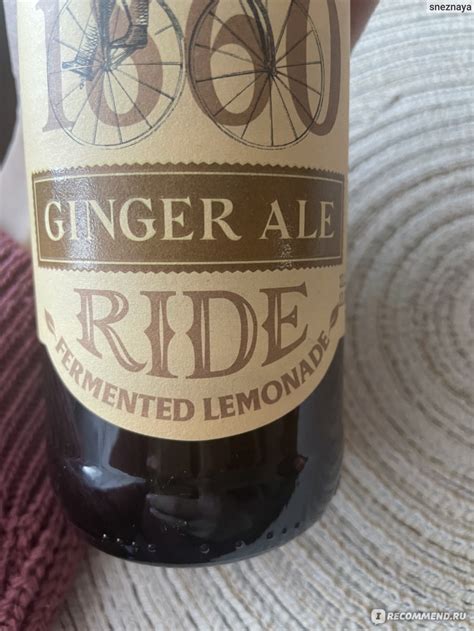 sneznaya
1860
GINGER ALE
RIDE
FERMENTED LEMONADE
I RECOMMEND.RU